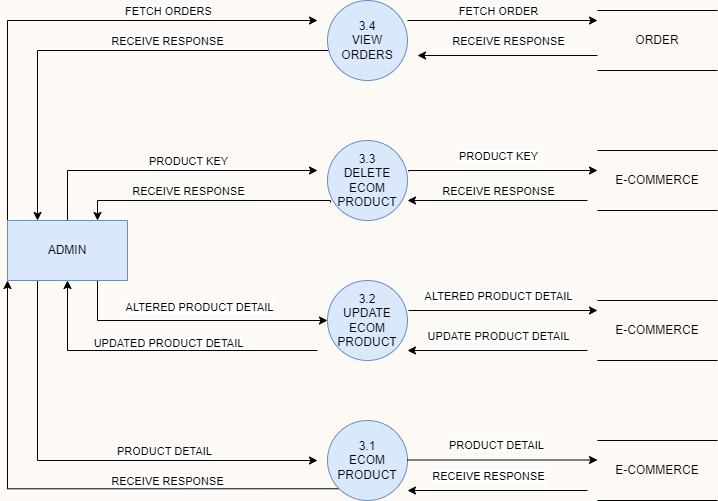 FETCH ORDERS
RECEIVE RESPONSE
3.4
VIEW
ORDERS
FETCH ORDER
RECEIVE RESPONSE
ORDER
PRODUCT KEY
RECEIVE RESPONSE
3.3
DELETE
ECOM
PRODUCT
PRODUCT KEY
RECEIVE RESPONSE
E-COMMERCE
ADMIN
ALTERED PRODUCT DETAIL
UPDATED PRODUCT DETAIL
3.2
UPDATE
ECOM
PRODUCT
ALTERED PRODUCT DETAIL
UPDATE PRODUCT DETAIL
E-COMMERCE
PRODUCT DETAIL
RECEIVE RESPONSE
3.1
ECOM
PRODUCT
PRODUCT DETAIL
RECEIVE RESPONSE
E-COMMERCE